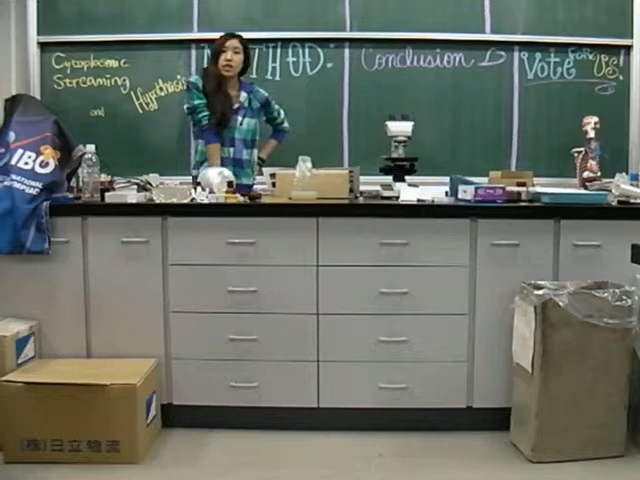 Cytoplasmic
Streaming
and
Hypothesis
METHOD:
Conclusion
Vote For US!
IBO
(株)日立物流